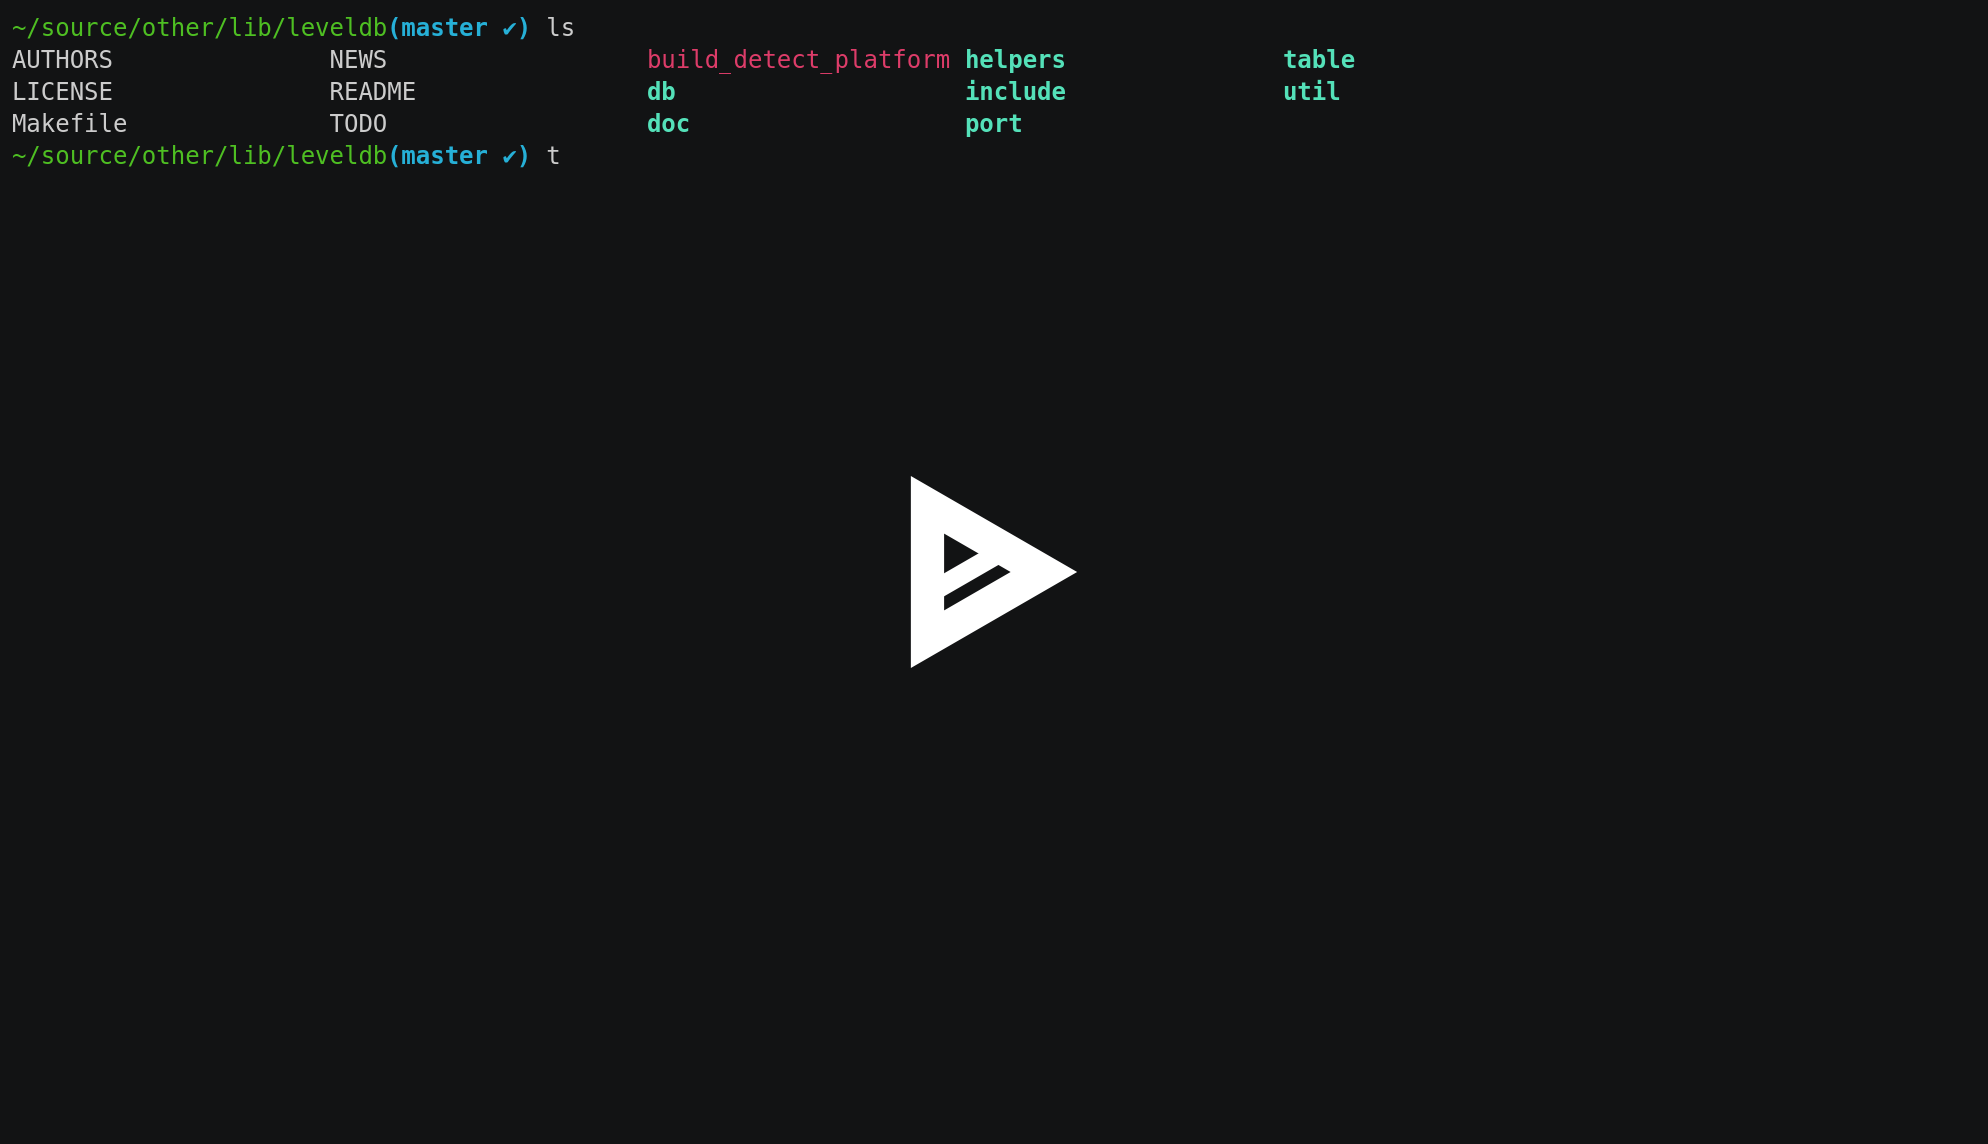 ~/source/other/lib/leveldb(master ✔) ls
AUTHORS NEWS build_detect_platform helpers table
LICENSE README db include util
Makefile TODO doc port
~/source/other/lib/leveldb(master ✔) t